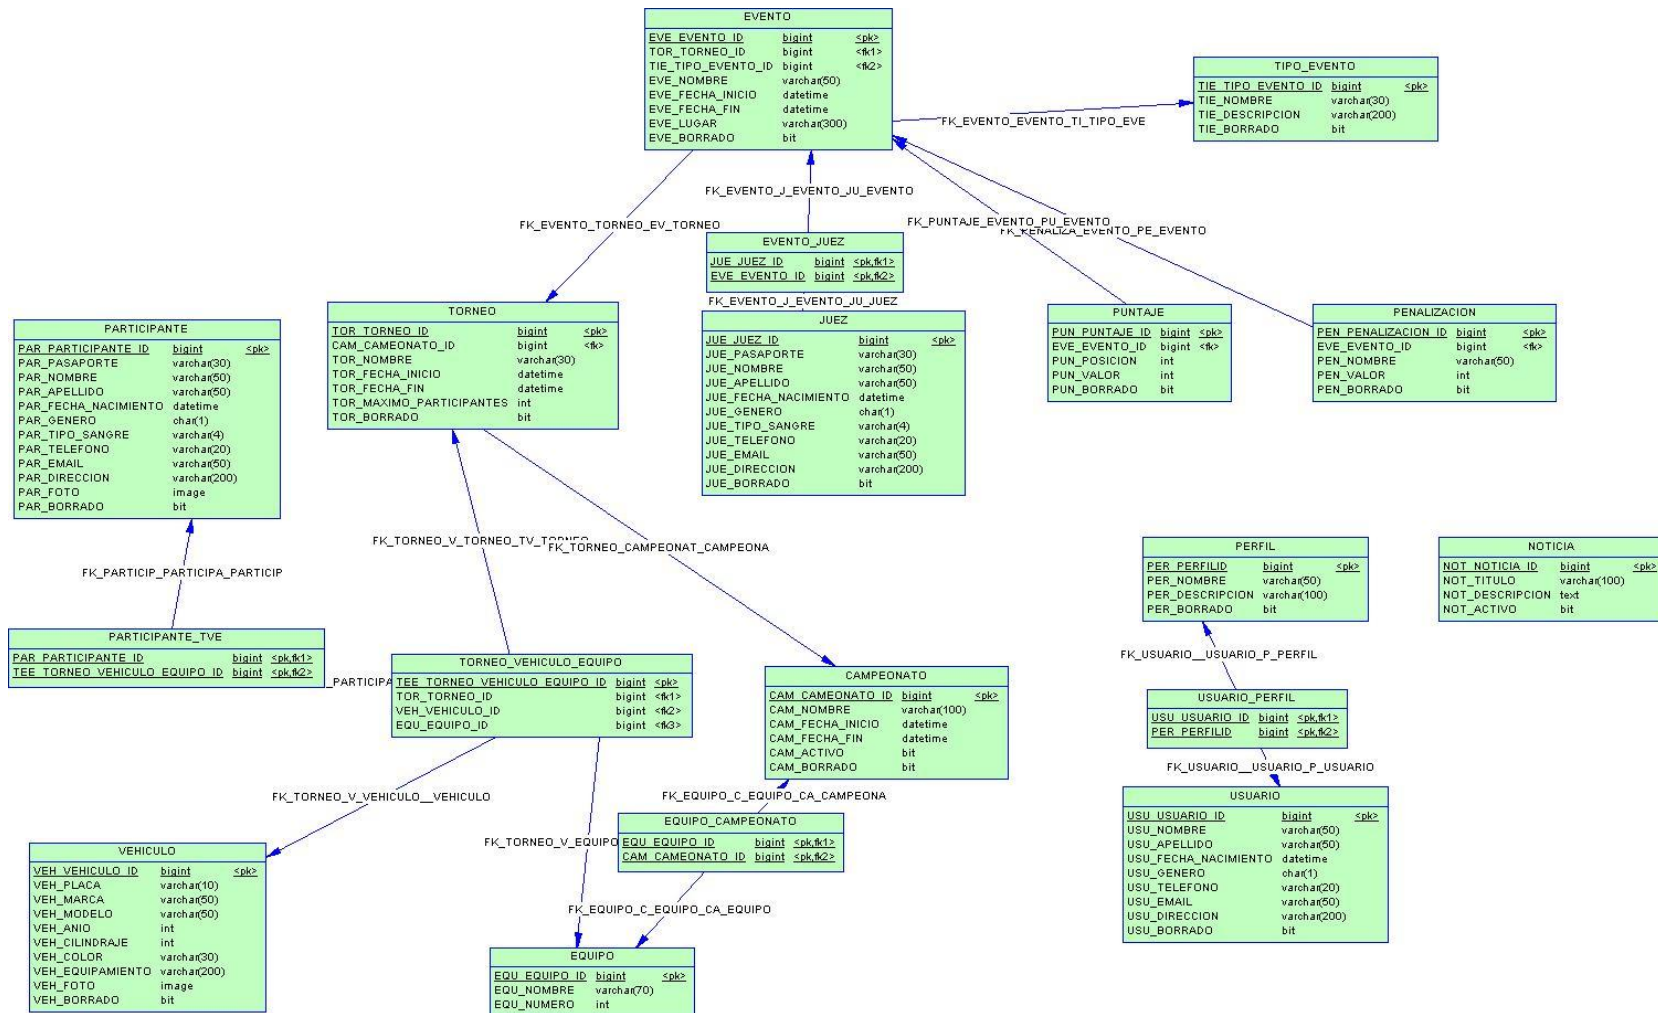 EVENTO
EVE_EVENTO_ID bigint <pk>
TOR_TORNEO_ID bigint <fk1>
TIE_TIPO_EVENTO_ID bigint <fk2>
EVE_NOMBRE varchar(50)
EVE_FECHA_INICIO datetime
EVE_FECHA_FIN datetime
EVE_LUGAR varchar(300)
EVE_BORRADO bit
TIPO_EVENTO
TIE_TIPO_EVENTO_ID bigint <pk>
TIE_NOMBRE varchar(30)
TIE_DESCRIPCION varchar(200)
TIE_BORRADO bit
FK_EVENTO_EVENTO_TI_TIPO_EVE
FK_EVENTO_J_EVENTO_JU_EVENTO
FK_EVENTO_TORNEO_EV_TORNEO
FK_PUNTAJE_EVENTO_PU_EVENTO
FK_PENALIZA_EVENTO_PE_EVENTO
EVENTO_JUEZ
JUE_JUEZ_ID bigint <pk,fk1>
EVE_EVENTO_ID bigint <pk,fk2>
FK_EVENTO_J_EVENTO_JU_JUEZ
PARTICIPANTE
PAR_PARTICIPANTE_ID bigint <pk>
PAR_PASAPORTE varchar(30)
PAR_NOMBRE varchar(50)
PAR_APELLIDO varchar(50)
PAR_FECHA_NACIMIENTO datetime
PAR_GENERO char(1)
PAR_TIPO_SANGRE varchar(4)
PAR_TELEFONO varchar(20)
PAR_EMAIL varchar(50)
PAR_DIRECCION varchar(200)
PAR_FOTO image
PAR_BORRADO bit
TORNEO
TOR_TORNEO_ID bigint <pk>
CAM_CAMEONATO_ID bigint <fk>
TOR_NOMBRE varchar(30)
TOR_FECHA_INICIO datetime
TOR_FECHA_FIN datetime
TOR_MAXIMO_PARTICIPANTES int
TOR_BORRADO bit
JUEZ
JUE_JUEZ_ID bigint <pk>
JUE_PASAPORTE varchar(30)
JUE_NOMBRE varchar(50)
JUE_APELLIDO varchar(50)
JUE_FECHA_NACIMIENTO datetime
JUE_GENERO char(1)
JUE_TIPO_SANGRE varchar(4)
JUE_TELEFONO varchar(20)
JUE_EMAIL varchar(50)
JUE_DIRECCION varchar(200)
JUE_BORRADO bit
PUNTAJE
PUN_PUNTAJE_ID bigint <pk>
EVE_EVENTO_ID bigint <fk>
PUN_POSICION int
PUN_VALOR int
PUN_BORRADO bit
PENALIZACION
PEN_PENALIZACION_ID bigint <pk>
EVE_EVENTO_ID bigint <fk>
PEN_NOMBRE varchar(50)
PEN_VALOR int
PEN_BORRADO bit
FK_TORNEO_V_TORNEO_TV_TORNEO
FK_TORNEO_CAMPEONAT_CAMPEONA
FK_PARTICIP_PARTICIPA_PARTICIP
PERFIL
PER_PERFILID bigint <pk>
PER_NOMBRE varchar(50)
PER_DESCRIPCION varchar(100)
PER_BORRADO bit
NOTICIA
NOT_NOTICIA_ID bigint <pk>
NOT_TITULO varchar(100)
NOT_DESCRIPCION text
NOT_ACTIVO bit
PARTICIPANTE_TVE
PAR_PARTICIPANTE_ID bigint <pk,fk1>
TEE_TORNEO_VEHICULO_EQUIPO_ID bigint <pk,fk2>
_PARTICIPA
TORNEO_VEHICULO_EQUIPO
TEE_TORNEO_VEHICULO_EQUIPO_ID bigint <pk>
TOR_TORNEO_ID bigint <fk1>
VEH_VEHICULO_ID bigint <fk2>
EQU_EQUIPO_ID bigint <fk3>
CAMPEONATO
CAM_CAMEONATO_ID bigint <pk>
CAM_NOMBRE varchar(100)
CAM_FECHA_INICIO datetime
CAM_FECHA_FIN datetime
CAM_ACTIVO bit
CAM_BORRADO bit
FK_USUARIO__USUARIO_P_PERFIL
USUARIO_PERFIL
USU_USUARIO_ID bigint <pk,fk1>
PER_PERFILID bigint <pk,fk2>
FK_USUARIO__USUARIO_P_USUARIO
USUARIO
USU_USUARIO_ID bigint <pk>
USU_NOMBRE varchar(50)
USU_APELLIDO varchar(50)
USU_FECHA_NACIMIENTO datetime
USU_GENERO char(1)
USU_TELEFONO varchar(20)
USU_EMAIL varchar(50)
USU_DIRECCION varchar(200)
USU_BORRADO bit
FK_TORNEO_V_VEHICULO__VEHICULO
FK_EQUIPO_C_EQUIPO_CA_CAMPEONA
EQUIPO_CAMPEONATO
EQU_EQUIPO_ID bigint <pk,fk1>
CAM_CAMEONATO_ID bigint <pk,fk2>
FK_TORNEO_V_EQUIPO
FK_EQUIPO_C_EQUIPO_CA_EQUIPO
VEHICULO
VEH_VEHICULO_ID bigint <pk>
VEH_PLACA varchar(10)
VEH_MARCA varchar(50)
VEH_MODELO varchar(50)
VEH_ANIO int
VEH_CILINDRAJE int
VEH_COLOR varchar(30)
VEH_EQUIPAMIENTO varchar(200)
VEH_FOTO image
VEH_BORRADO bit
EQUIPO
EQU_EQUIPO_ID bigint <pk>
EQU_NOMBRE varchar(70)
EQU_NUMERO int